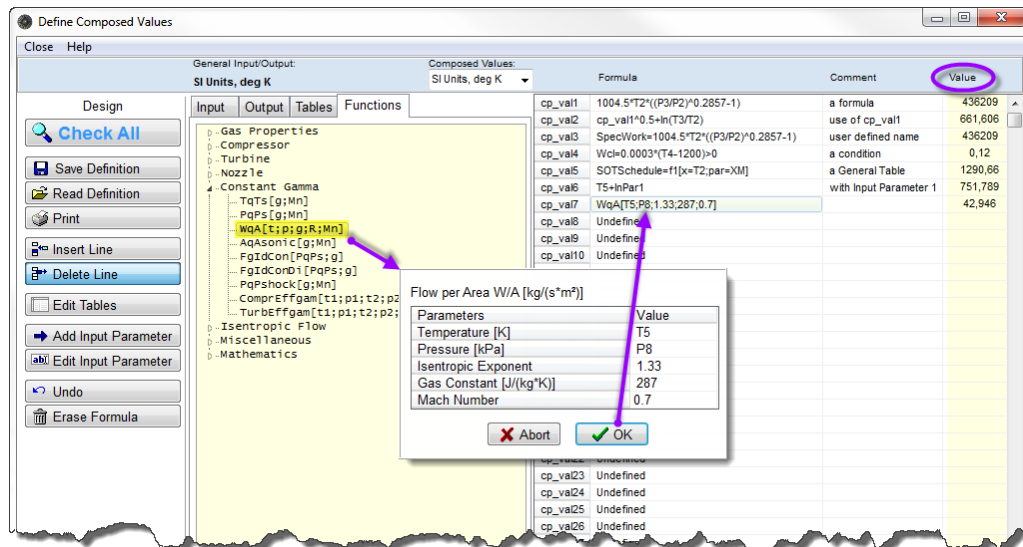 Define Composed Values
Close Help
General Input/Output:
SI Units, deg K
Composed Values:
SI Units, deg K
Formula
Comment
Value
Design
Check All
Save Definition
Read Definition
Print
Insert Line
Delete Line
Edit Tables
Add Input Parameter
abI Edit Input Parameter
Undo
Erase Formula
Input Output Tables Functions
Gas Properties
Compressor
Turbine
Nozzle
Constant Gamma
TqTs[g;Mn]
PqPs[g;Mn]
WqA[t;p;g;R;Mn]
AqAsonic[g;Mn]
FgIdCon[PqPs;g]
FgIdConDi[PqPs;g]
PqPshock[g;Mn]
ComprEffgam[t1;p1;t2;p2
TurbEffgam[t1;p1;t2;p2;
Isentropic Flow
Miscellaneous
Mathematics
cp_val1 1004.5*T2*((P3/P2)^0.2857-1) a formula 436209
cp_val2 cp_val1^0.5+ln(T3/T2) use of cp_val1 661,606
cp_val3 SpecWork=1004.5*T2*((P3/P2)^0.2857-1) user defined name 436209
cp_val4 Wcl=0.0003*(T4-1200)>0 a condition 0,12
cp_val5 SOTSchedule=f1[x=T2;par=XM] a General Table 1290,66
cp_val6 T5+InPar1 with Input Parameter 1 751,789
cp_val7 WqA[T5;P8;1.33;287;0.7] 42,946
cp_val8 Undefined
cp_val9 Undefined
cp_val10 Undefined
Flow per Area W/A [kg/(s*m²)]
Parameters Value
Temperature [K] T5
Pressure [kPa] P8
Isentropic Exponent 1.33
Gas Constant [J/(kg*K)] 287
Mach Number 0.7
Abort OK
cp_val22 Undefined
cp_val23 Undefined
cp_val24 Undefined
cp_val25 Undefined
cp_val26 Undefined